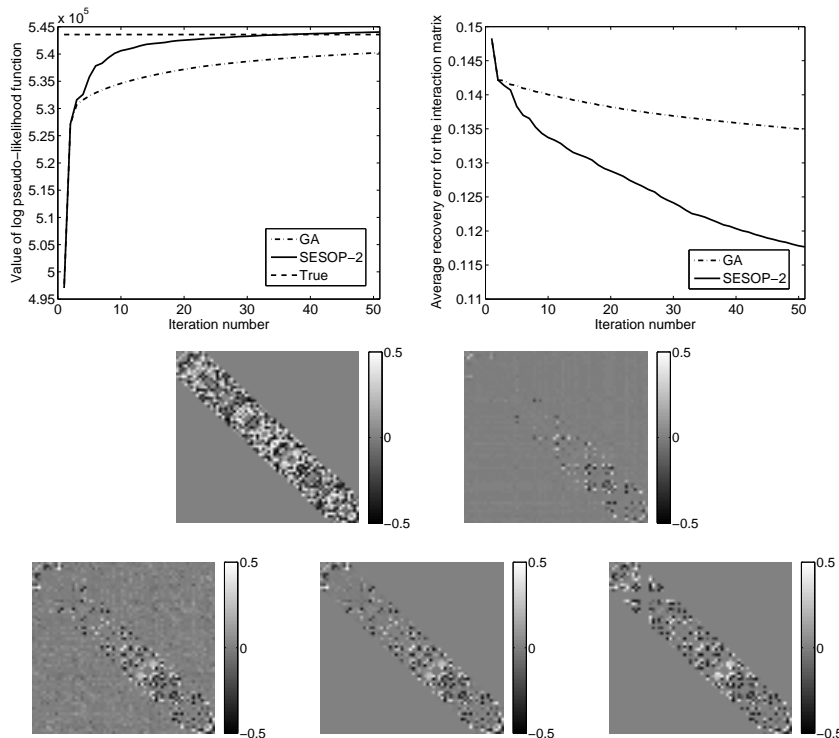 x 10⁵
5.45
5.4
5.35
5.3
5.25
5.2
5.15
5.1
5.05
5
4.95
0 10 20 30 40 50
Iteration number
Value of log pseudo−likelihood function
GA
SESOP−2
True
0.15
0.145
0.14
0.135
0.13
0.125
0.12
0.115
0.11
0 10 20 30 40 50
Iteration number
Average recovery error for the interaction matrix
GA
SESOP−2
0.5
0
−0.5
0.5
0
−0.5
0.5
0
−0.5
0.5
0
−0.5
0.5
0
−0.5